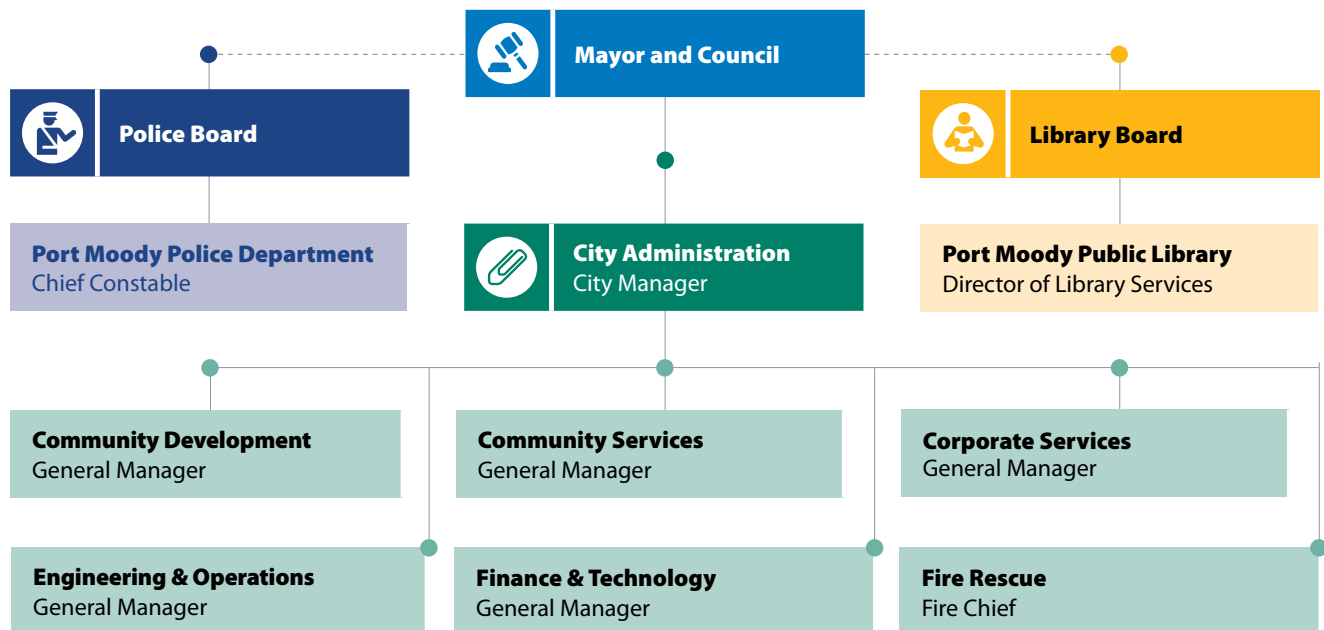 Mayor and Council
Police Board
Library Board
Port Moody Police Department
Chief Constable
City Administration
City Manager
Port Moody Public Library
Director of Library Services
Community Development
General Manager
Community Services
General Manager
Corporate Services
General Manager
Engineering & Operations
General Manager
Finance & Technology
General Manager
Fire Rescue
Fire Chief